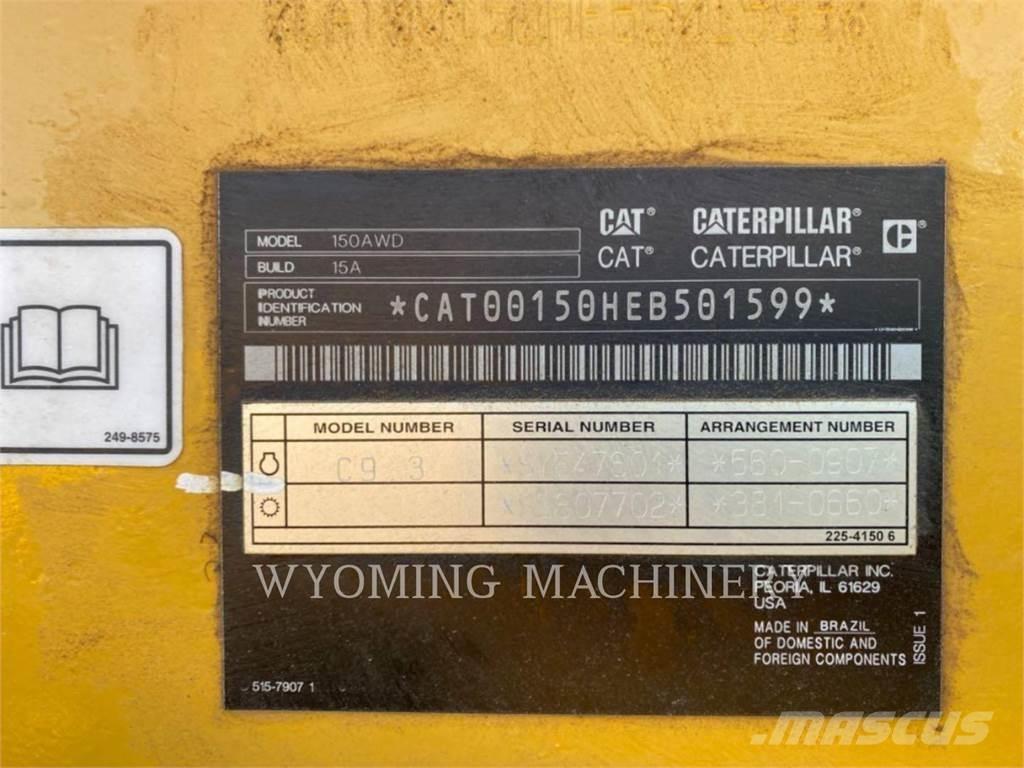 MODEL 150AWD
BUILD 15A
CAT® CATERPILLAR®
CAT® CATERPILLAR®
PRODUCT
IDENTIFICATION
NUMBER
*CAT00150HEB501599*
249-8575
MODEL NUMBER SERIAL NUMBER ARRANGEMENT NUMBER
C9.3 *560-0907*
*381-0660*
225-4150 6
WYOMING MACHINERY
CATERPILLAR INC.
PEORIA, IL 61629
USA
MADE IN BRAZIL
OF DOMESTIC AND
FOREIGN COMPONENTS
ISSUE 1
515-7907 1
MASCUS